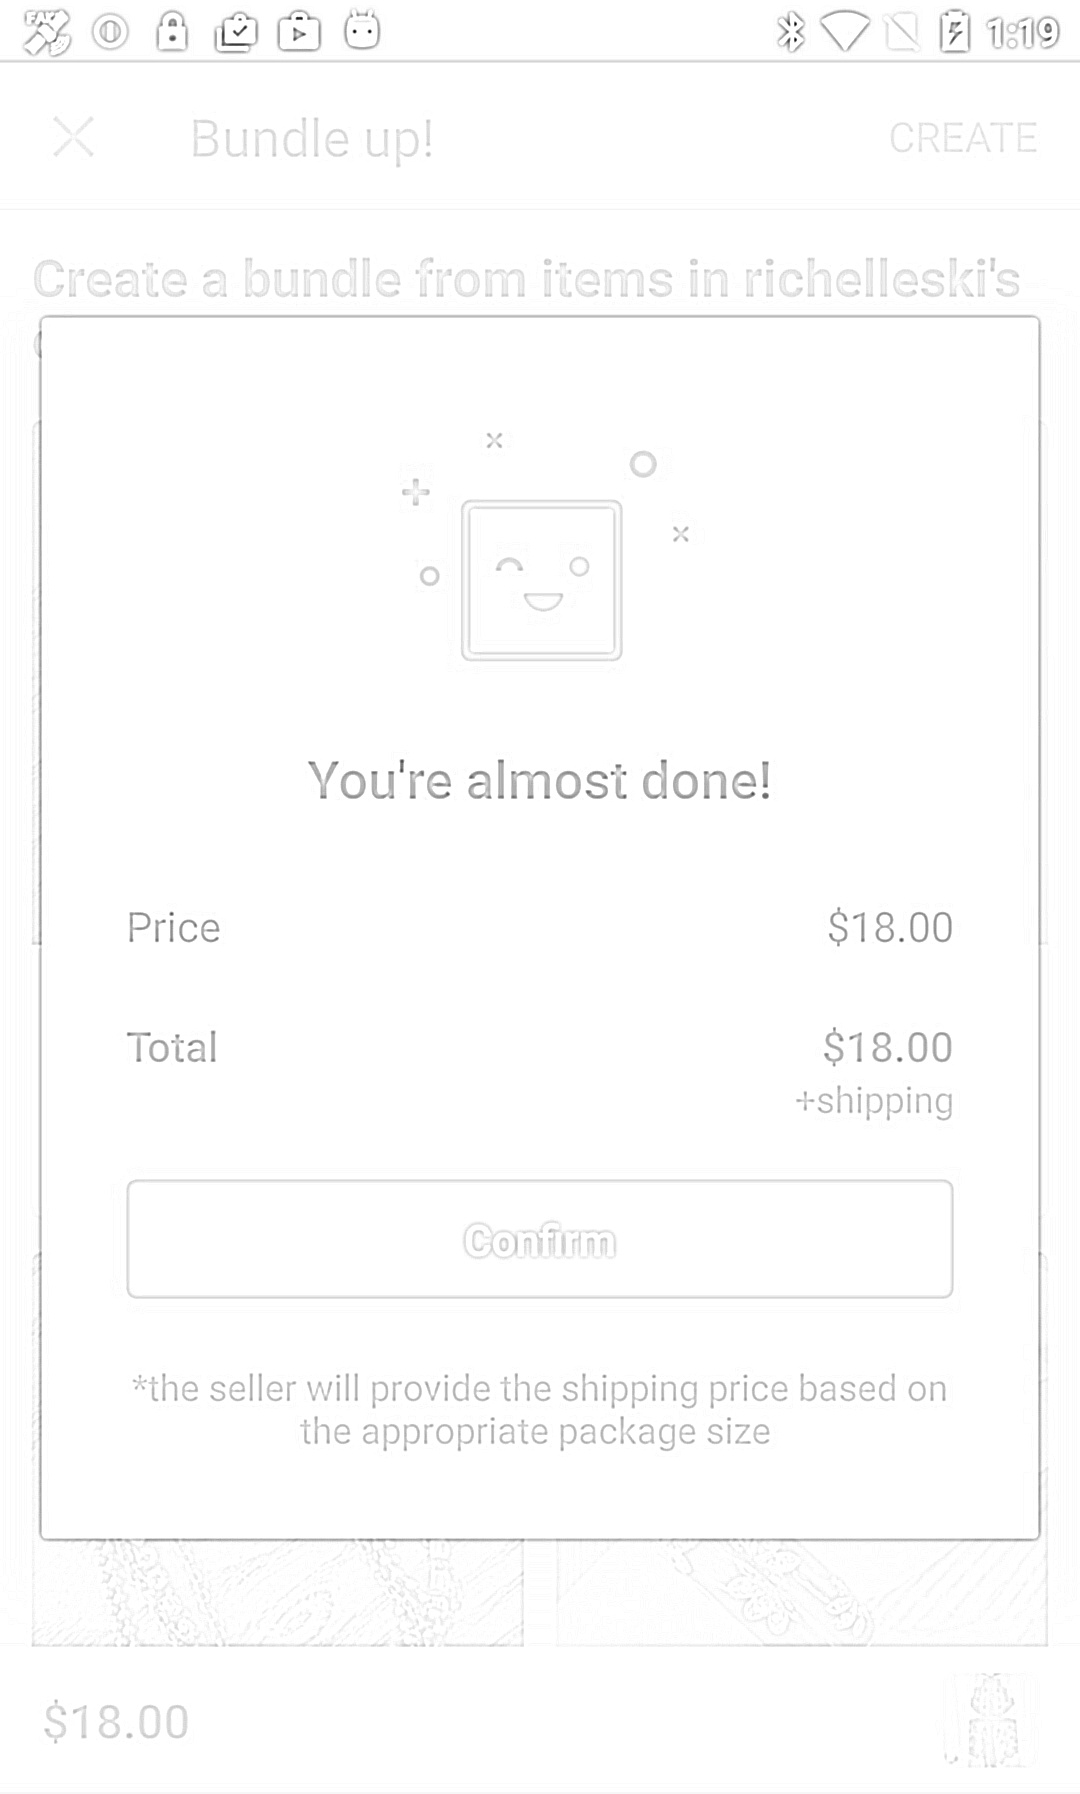 FAKE
1:19
Bundle up!
CREATE
Create a bundle from items in richelleski's
You're almost done!
Price
$18.00
Total
$18.00
+shipping
Confirm
*the seller will provide the shipping price based on
the appropriate package size
$18.00